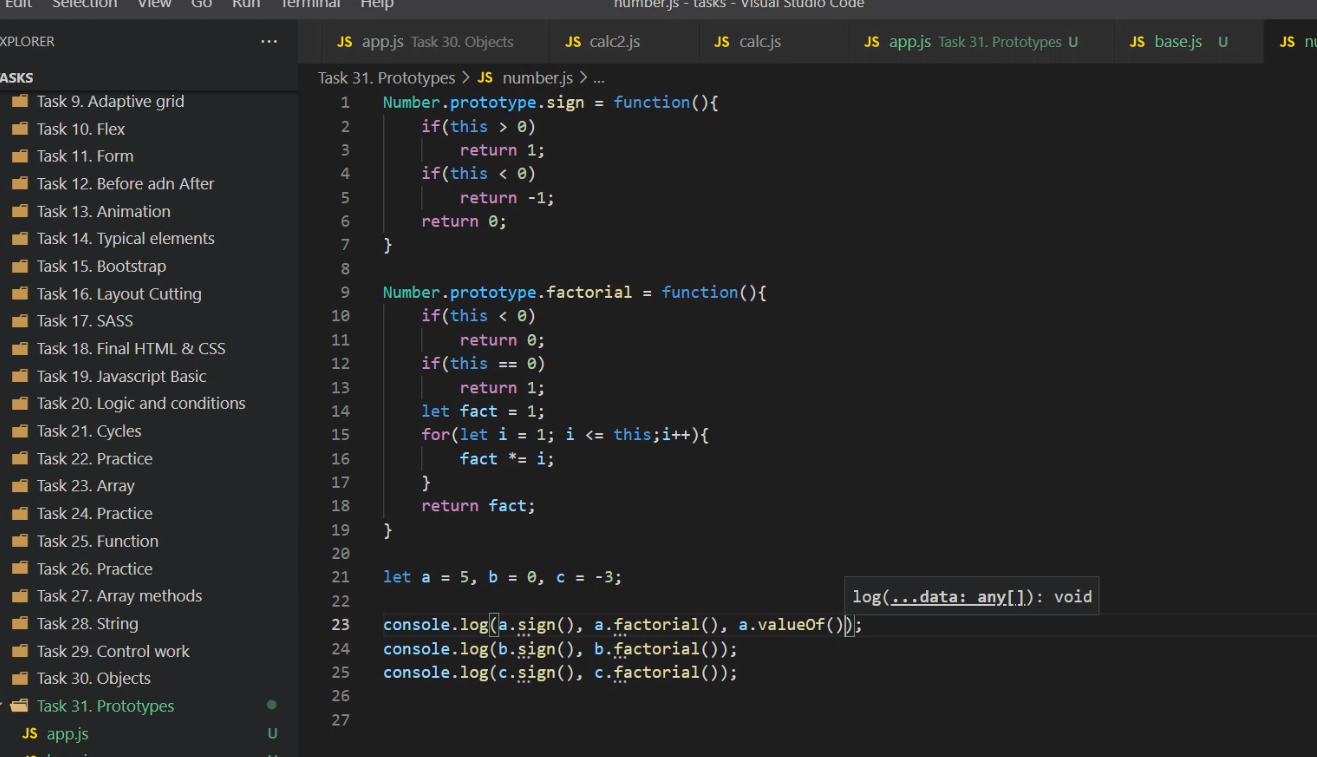 Edit Selection View Go Run Terminal Help
number.js - tasks - Visual Studio Code
XPLORER ...
JS app.js Task 30. Objects
JS calc2.js
JS calc.js
JS app.js Task 31. Prototypes U
JS base.js U
JS nu
ASKS
Task 31. Prototypes > JS number.js > ...
Task 9. Adaptive grid
Task 10. Flex
Task 11. Form
Task 12. Before adn After
Task 13. Animation
Task 14. Typical elements
Task 15. Bootstrap
Task 16. Layout Cutting
Task 17. SASS
Task 18. Final HTML & CSS
Task 19. Javascript Basic
Task 20. Logic and conditions
Task 21. Cycles
Task 22. Practice
Task 23. Array
Task 24. Practice
Task 25. Function
Task 26. Practice
Task 27. Array methods
Task 28. String
Task 29. Control work
Task 30. Objects
Task 31. Prototypes
JS app.js U
1 Number.prototype.sign = function(){
2 if(this > 0)
3 return 1;
4 if(this < 0)
5 return -1;
6 return 0;
7 }
8
9 Number.prototype.factorial = function(){
10 if(this < 0)
11 return 0;
12 if(this == 0)
13 return 1;
14 let fact = 1;
15 for(let i = 1; i <= this;i++){
16 fact *= i;
17 }
18 return fact;
19 }
20
21 let a = 5, b = 0, c = -3;
22
log(...data: any[]): void
23 console.log(a.sign(), a.factorial(), a.valueOf());
24 console.log(b.sign(), b.factorial());
25 console.log(c.sign(), c.factorial());
26
27